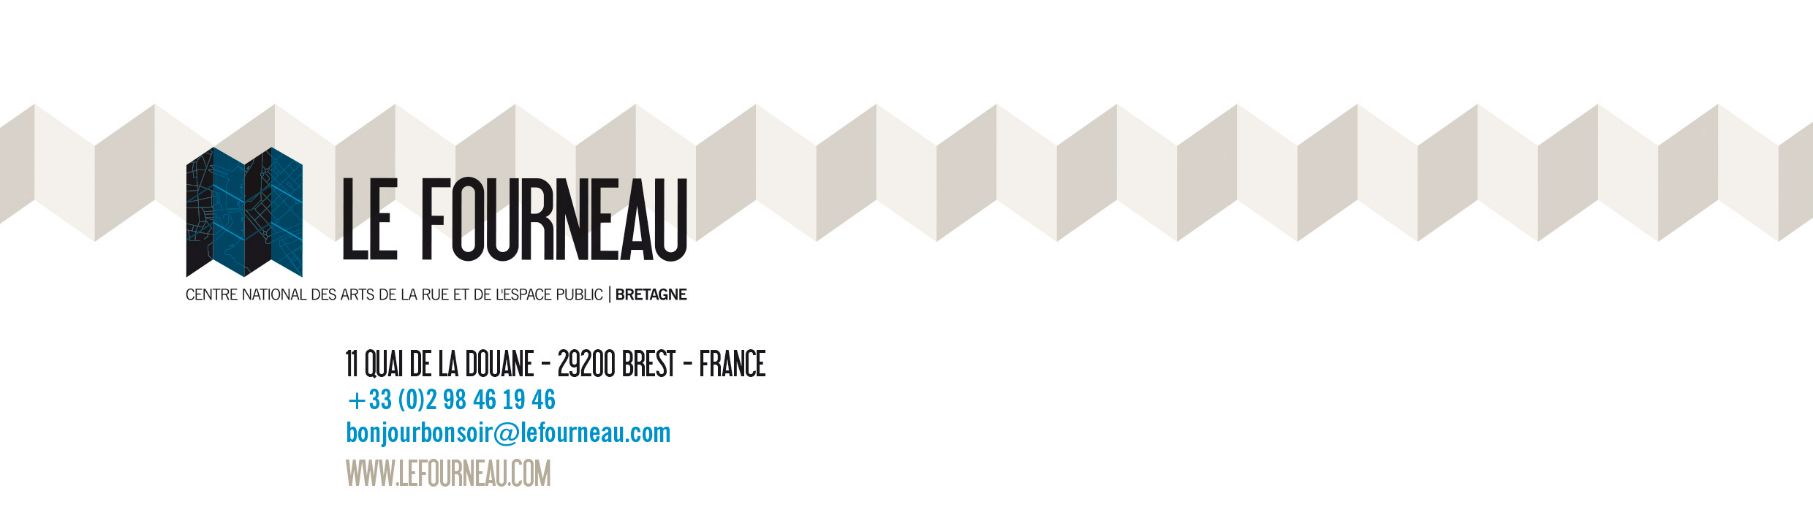 LE FOURNEAU
CENTRE NATIONAL DES ARTS DE LA RUE ET DE L'ESPACE PUBLIC | BRETAGNE
11 QUAI DE LA DOUANE - 29200 BREST - FRANCE
+33 (0)2 98 46 19 46
bonjourbonsoir@lefourneau.com
WWW.LEFOURNEAU.COM